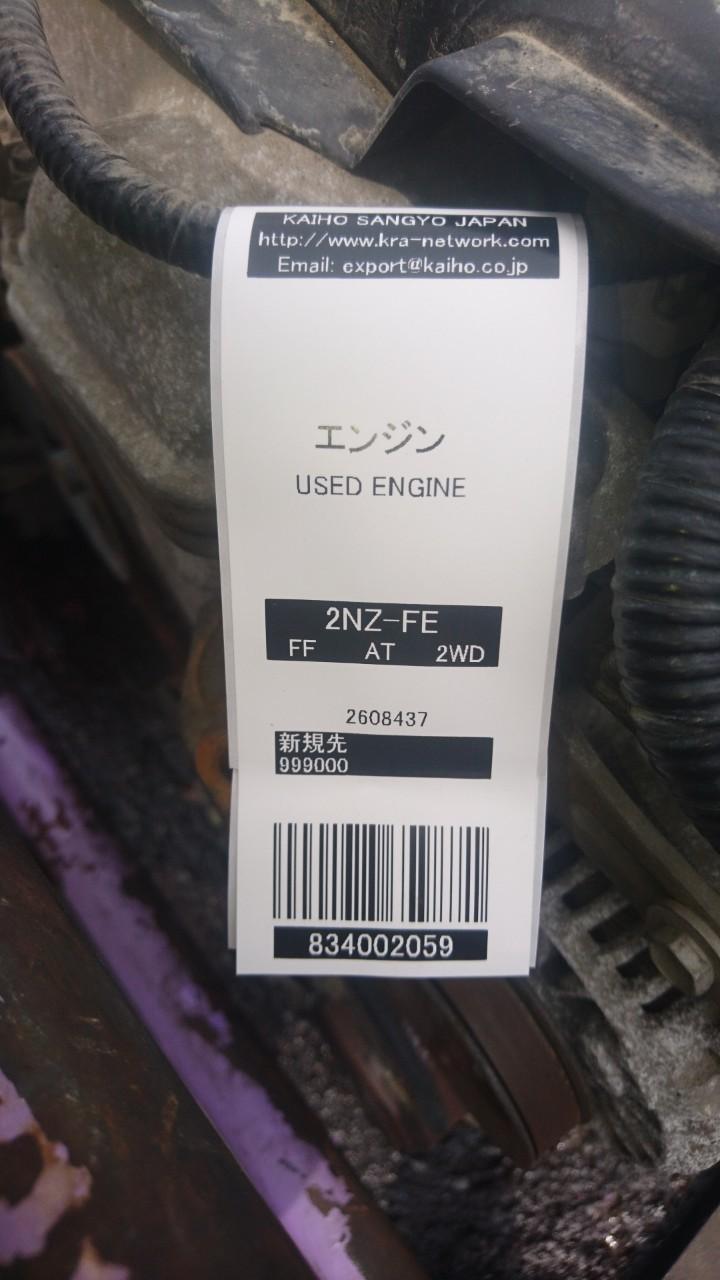 KAIHO SANGYO JAPAN
http://www.kra-network.com
Email: export@kaiho.co.jp
エンジン
USED ENGINE
2NZ-FE
FF AT 2WD
2608437
新規先
999000
834002059